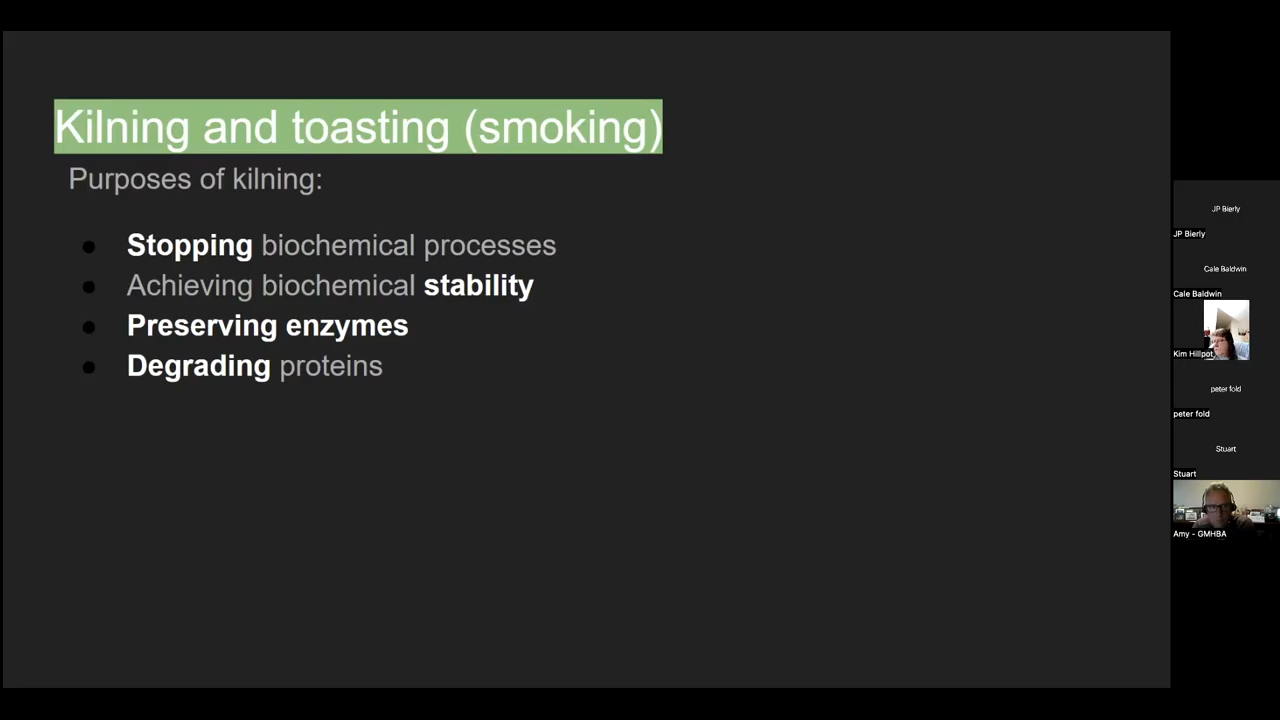 Kilning and toasting (smoking)
Purposes of kilning:
● Stopping biochemical processes
● Achieving biochemical stability
● Preserving enzymes
● Degrading proteins
JP Bierly
JP Bierly
Cale Baldwin
Cale Baldwin
Kim Hillpot
peter fold
peter fold
Stuart
Stuart
Amy - GMHBA